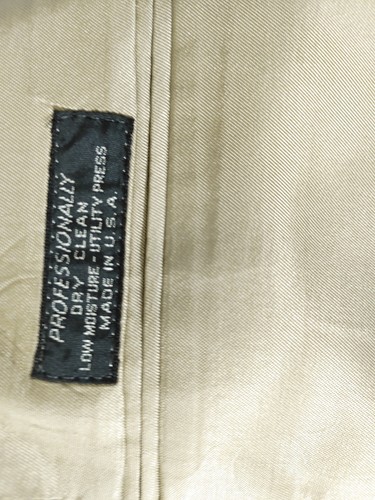 PROFESSIONALLY
DRY CLEAN
LOW MOISTURE - UTILITY PRESS
MADE IN U.S.A.